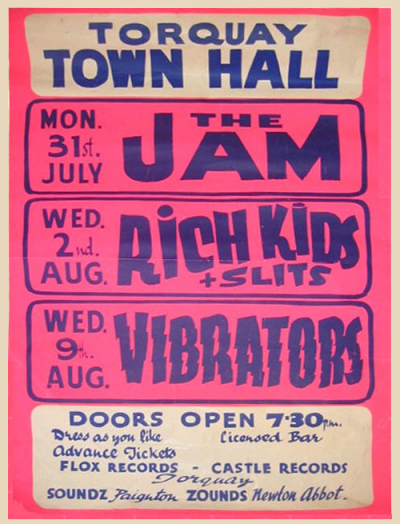 TORQUAY
TOWN HALL
MON.
31st.
JULY
THE
JAM
WED.
2nd.
AUG.
RICH KIDS
+ SLITS
WED.
9th.
AUG.
VIBRATORS
DOORS OPEN 7·30pm.
Dress as you like Licensed Bar
Advance Tickets
FLOX RECORDS - CASTLE RECORDS
Torquay
SOUNDZ Paignton ZOUNDS Newton Abbot.